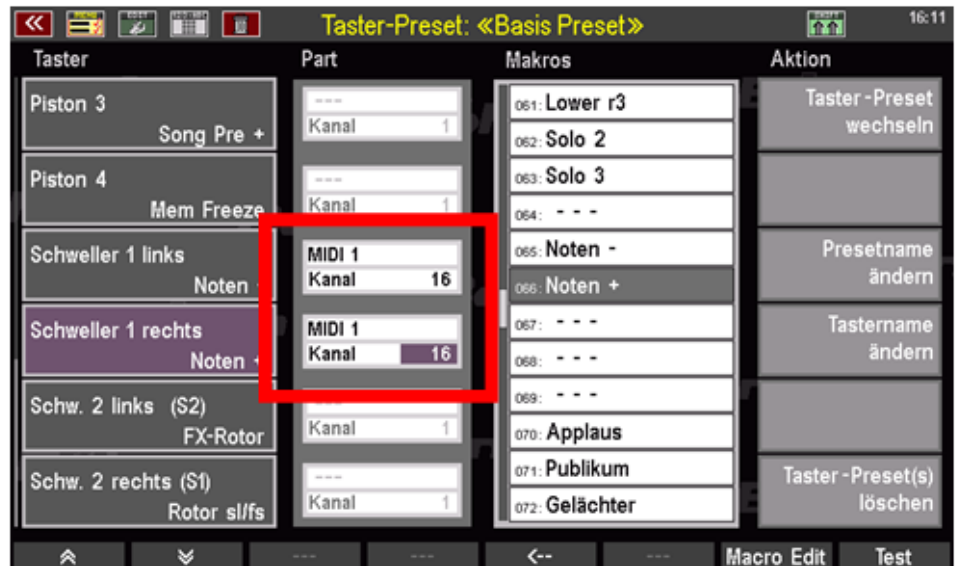 Taster-Preset: «Basis Preset»
16:11
Taster
Part
Makros
Aktion
Piston 3
Song Pre +
Piston 4
Mem Freeze
Schweller 1 links
Noten
Schweller 1 rechts
Noten +
Schw. 2 links (S2)
FX-Rotor
Schw. 2 rechts (S1)
Rotor sl/fs
---
Kanal 1
---
Kanal 1
MIDI 1
Kanal 16
MIDI 1
Kanal 16
Kanal 1
---
Kanal 1
061: Lower r3
062: Solo 2
063: Solo 3
064: - - -
065: Noten -
066: Noten +
067: - - -
068: - - -
069: - - -
070: Applaus
071: Publikum
072: Gelächter
Taster-Preset
wechseln
Presetname
ändern
Tastername
ändern
Taster-Preset(s)
löschen
--- --- <-- --- Macro Edit Test